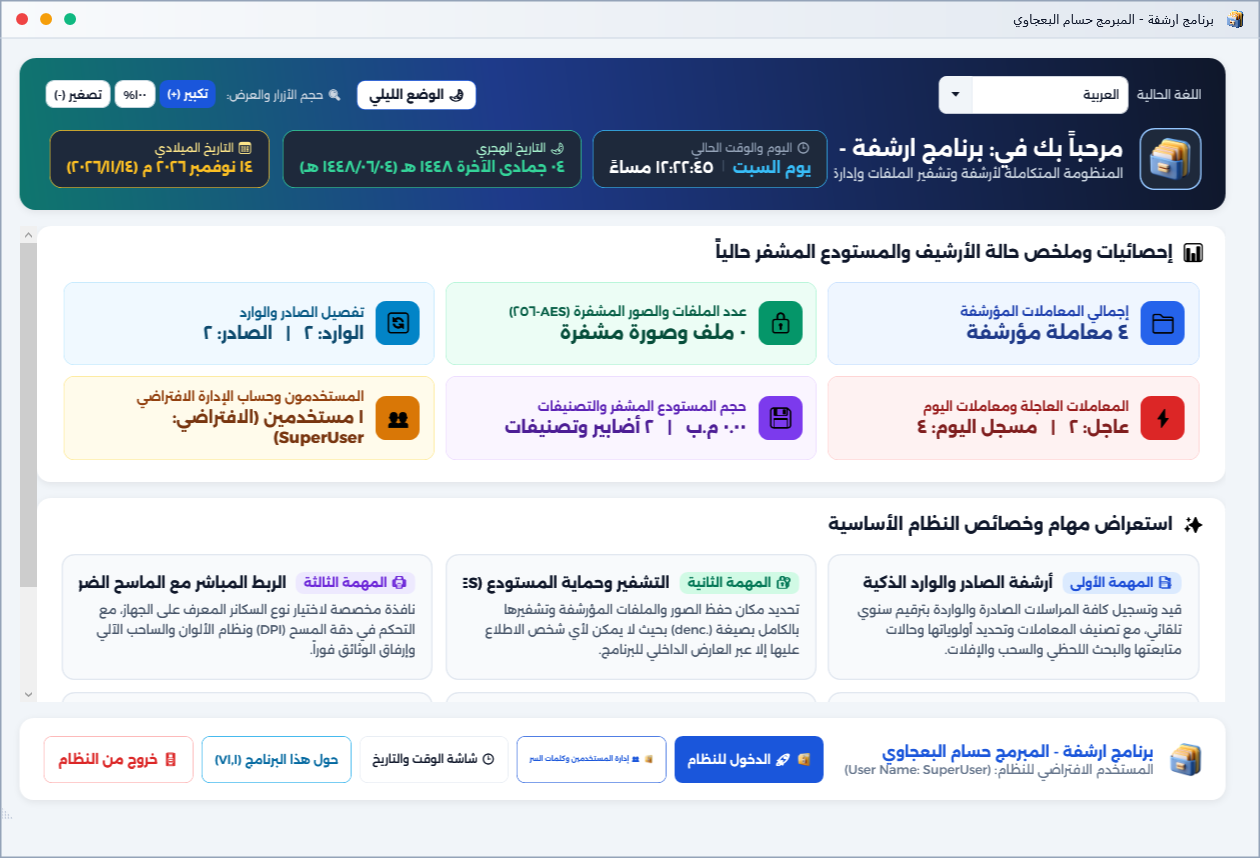 برنامج ارشفة - المبرمج حسام البعجاوي
اللغة الحالية
العربية
الوضع الليلي
حجم الأزرار والعرض:
تكبير (+)
١٠٠%
تصغير (-)
مرحباً بك في: برنامج ارشفة -
المنظومة المتكاملة لأرشفة وتشفير الملفات وإدارة
اليوم والوقت الحالي
يوم السبت | ١٢:٢٢:٤٥ مساءً
التاريخ الهجري
٠٤ جمادى الآخرة ١٤٤٨ هـ (١٤٤٨/٠٦/٠٤ هـ)
التاريخ الميلادي
١٤ نوفمبر ٢٠٢٦ م (٢٠٢٦/١١/١٤)
إحصائيات وملخص حالة الأرشيف والمستودع المشفر حالياً
إجمالي المعاملات المؤرشفة
٤ معاملة مؤرشفة
عدد الملفات والصور المشفرة (AES-٢٥٦)
٠ ملف وصورة مشفرة
تفصيل الصادر والوارد
الوارد: ٢ | الصادر: ٢
المعاملات العاجلة ومعاملات اليوم
عاجل: ٢ | مسجل اليوم: ٤
حجم المستودع المشفر والتصنيفات
٠.٠٠ م.ب | ٢ أضابير وتصنيفات
المستخدمون وحساب الإدارة الافتراضي
١ مستخدمين (الافتراضي:
SuperUser)
استعراض مهام وخصائص النظام الأساسية
المهمة الأولى أرشفة الصادر والوارد الذكية
قيد وتسجيل كافة المراسلات الصادرة والواردة بترقيم سنوي
تلقائي، مع تصنيف المعاملات وتحديد أولوياتها وحالات
متابعتها والبحث اللحظي والسحب والإفلات.
المهمة الثانية التشفير وحماية المستودع (ES
تحديد مكان حفظ الصور والملفات المؤرشفة وتشفيرها
بالكامل بصيغة (.denc) بحيث لا يمكن لأي شخص الاطلاع
عليها إلا عبر العارض الداخلي للبرنامج.
المهمة الثالثة الربط المباشر مع الماسح الضو
نافذة مخصصة لاختيار نوع السكانر المعرف على الجهاز، مع
التحكم في دقة المسح (DPI) ونظام الألوان والساحب الآلي
وإرفاق الوثائق فوراً.
برنامج ارشفة - المبرمج حسام البعجاوي
المستخدم الافتراضي للنظام: (User Name: SuperUser)
الدخول للنظام
إدارة المستخدمين وكلمات السر
شاشة الوقت والتاريخ
حول هذا البرنامج (V١.١)
خروج من النظام